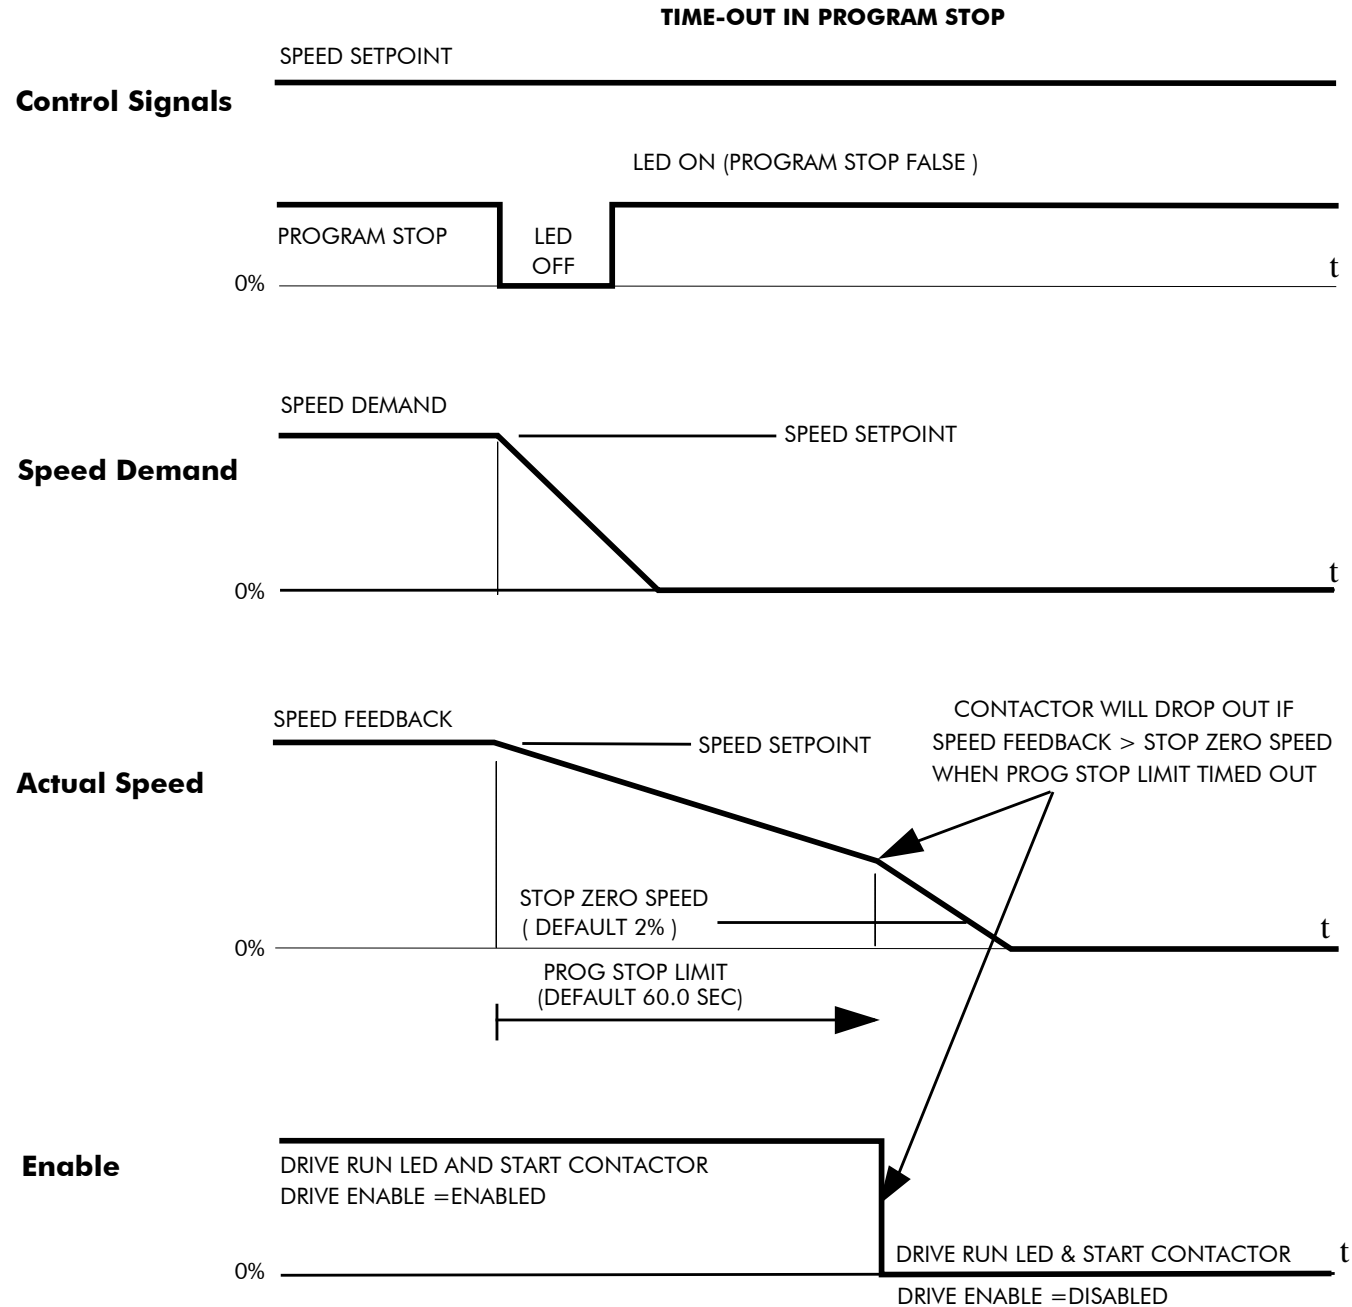 TIME-OUT IN PROGRAM STOP
SPEED SETPOINT
Control Signals
LED ON (PROGRAM STOP FALSE )
PROGRAM STOP
LED
OFF
t
0%
SPEED DEMAND
SPEED SETPOINT
Speed Demand
t
0%
CONTACTOR WILL DROP OUT IF
SPEED FEEDBACK > STOP ZERO SPEED
WHEN PROG STOP LIMIT TIMED OUT
SPEED FEEDBACK
SPEED SETPOINT
Actual Speed
STOP ZERO SPEED
( DEFAULT 2% )
t
0%
PROG STOP LIMIT
(DEFAULT 60.0 SEC)
Enable
DRIVE RUN LED AND START CONTACTOR
DRIVE ENABLE =ENABLED
DRIVE RUN LED & START CONTACTOR
t
0%
DRIVE ENABLE =DISABLED